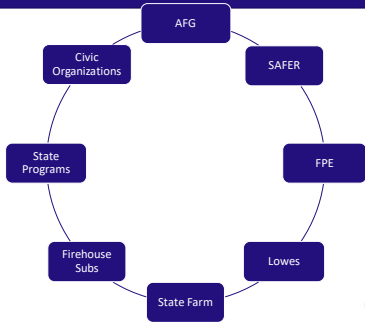 AFG
SAFER
FPE
Lowes
State Farm
Firehouse
Subs
State
Programs
Civic
Organizations